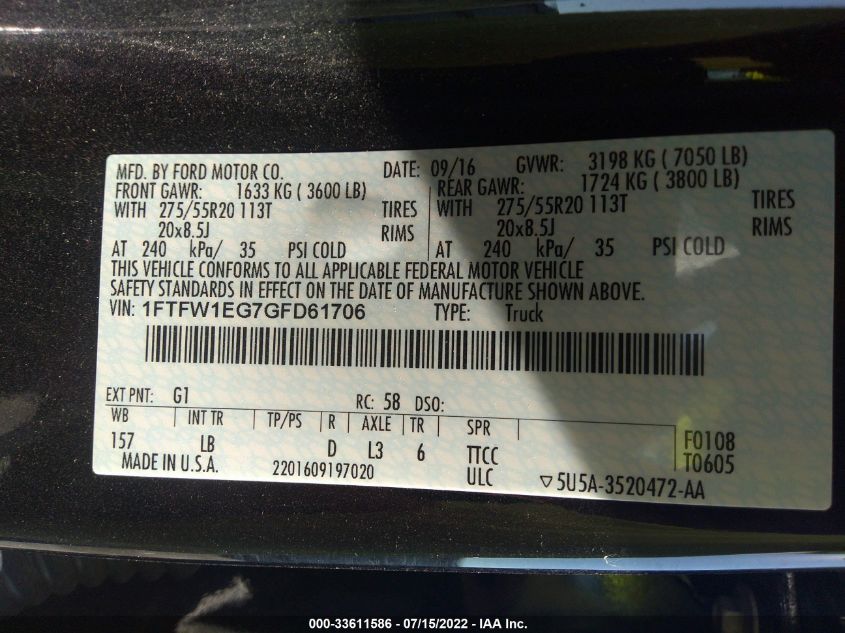 MFD. BY FORD MOTOR CO. DATE: 09/16 GVWR: 3198 KG ( 7050 LB)
FRONT GAWR: 1633 KG ( 3600 LB) REAR GAWR: 1724 KG ( 3800 LB)
WITH 275/55R20 113T TIRES WITH 275/55R20 113T TIRES
20x8.5J RIMS 20x8.5J RIMS
AT 240 kPa/ 35 PSI COLD AT 240 kPa/ 35 PSI COLD
THIS VEHICLE CONFORMS TO ALL APPLICABLE FEDERAL MOTOR VEHICLE
SAFETY STANDARDS IN EFFECT ON THE DATE OF MANUFACTURE SHOWN ABOVE.
VIN: 1FTFW1EG7GFD61706 TYPE: Truck
EXT PNT: G1 RC: 58 DSO:
WB INT TR TP/PS R AXLE TR SPR
157 LB D L3 6 TTCC F0108
MADE IN U.S.A. 2201609197020 ULC T0605
▽5U5A-3520472-AA
000-33611586 - 07/15/2022 - IAA Inc.